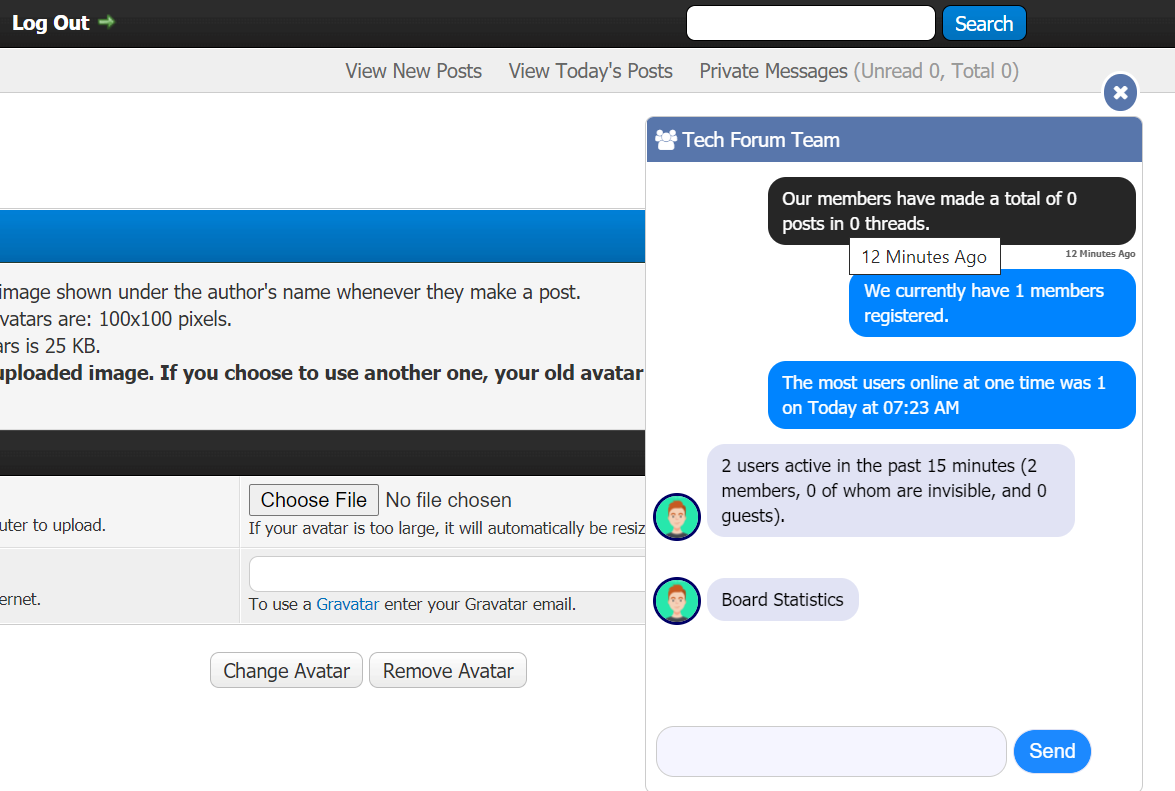 Log Out
Search
View New Posts View Today's Posts Private Messages (Unread 0, Total 0)
Tech Forum Team
Our members have made a total of 0
posts in 0 threads.
12 Minutes Ago
12 Minutes Ago
We currently have 1 members
registered.
The most users online at one time was 1
on Today at 07:23 AM
2 users active in the past 15 minutes (2
members, 0 of whom are invisible, and 0
guests).
Board Statistics
Send
image shown under the author's name whenever they make a post.
vatars are: 100x100 pixels.
ars is 25 KB.
uploaded image. If you choose to use another one, your old avatar
uter to upload.
Choose File No file chosen
If your avatar is too large, it will automatically be resiz
ernet.
To use a Gravatar enter your Gravatar email.
Change Avatar Remove Avatar